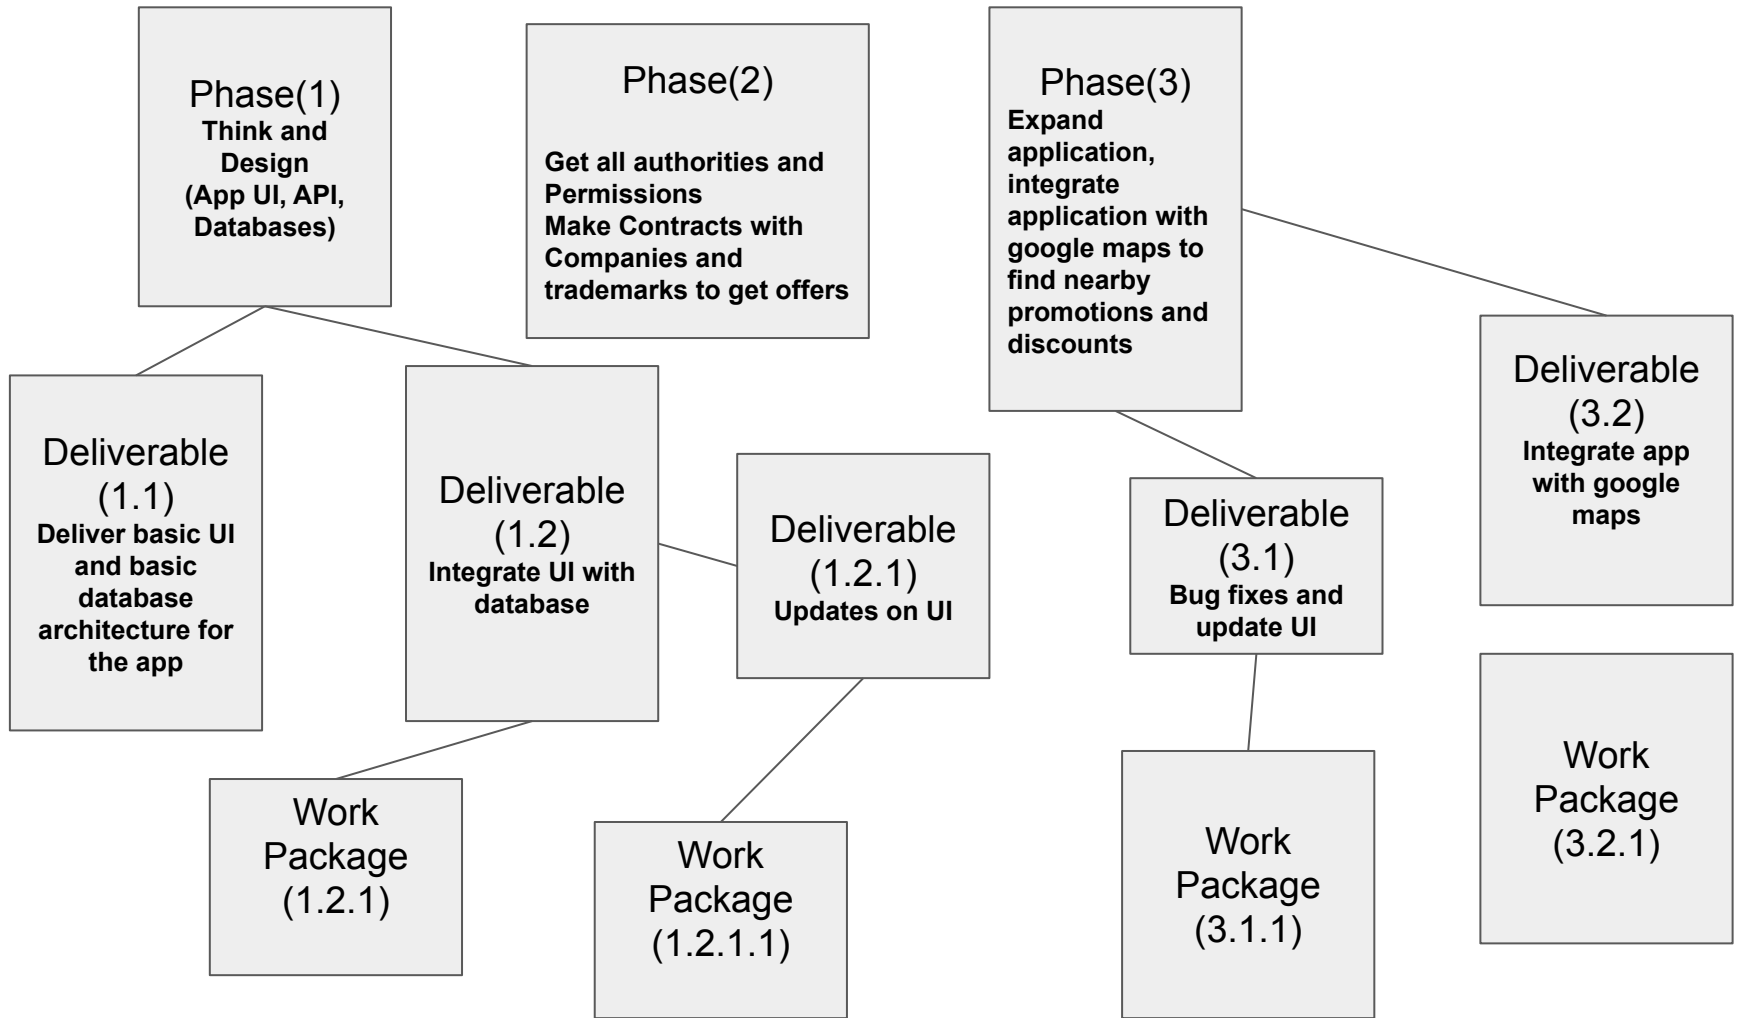 Phase(1)
Think and
Design
(App UI, API,
Databases)
Phase(2)
Get all authorities and
Permissions
Make Contracts with
Companies and
trademarks to get offers
Phase(3)
Expand
application,
integrate
application with
google maps to
find nearby
promotions and
discounts
Deliverable
(1.1)
Deliver basic UI
and basic
database
architecture for
the app
Deliverable
(1.2)
Integrate UI with
database
Deliverable
(1.2.1)
Updates on UI
Deliverable
(3.1)
Bug fixes and
update UI
Deliverable
(3.2)
Integrate app
with google
maps
Work
Package
(1.2.1)
Work
Package
(1.2.1.1)
Work
Package
(3.1.1)
Work
Package
(3.2.1)